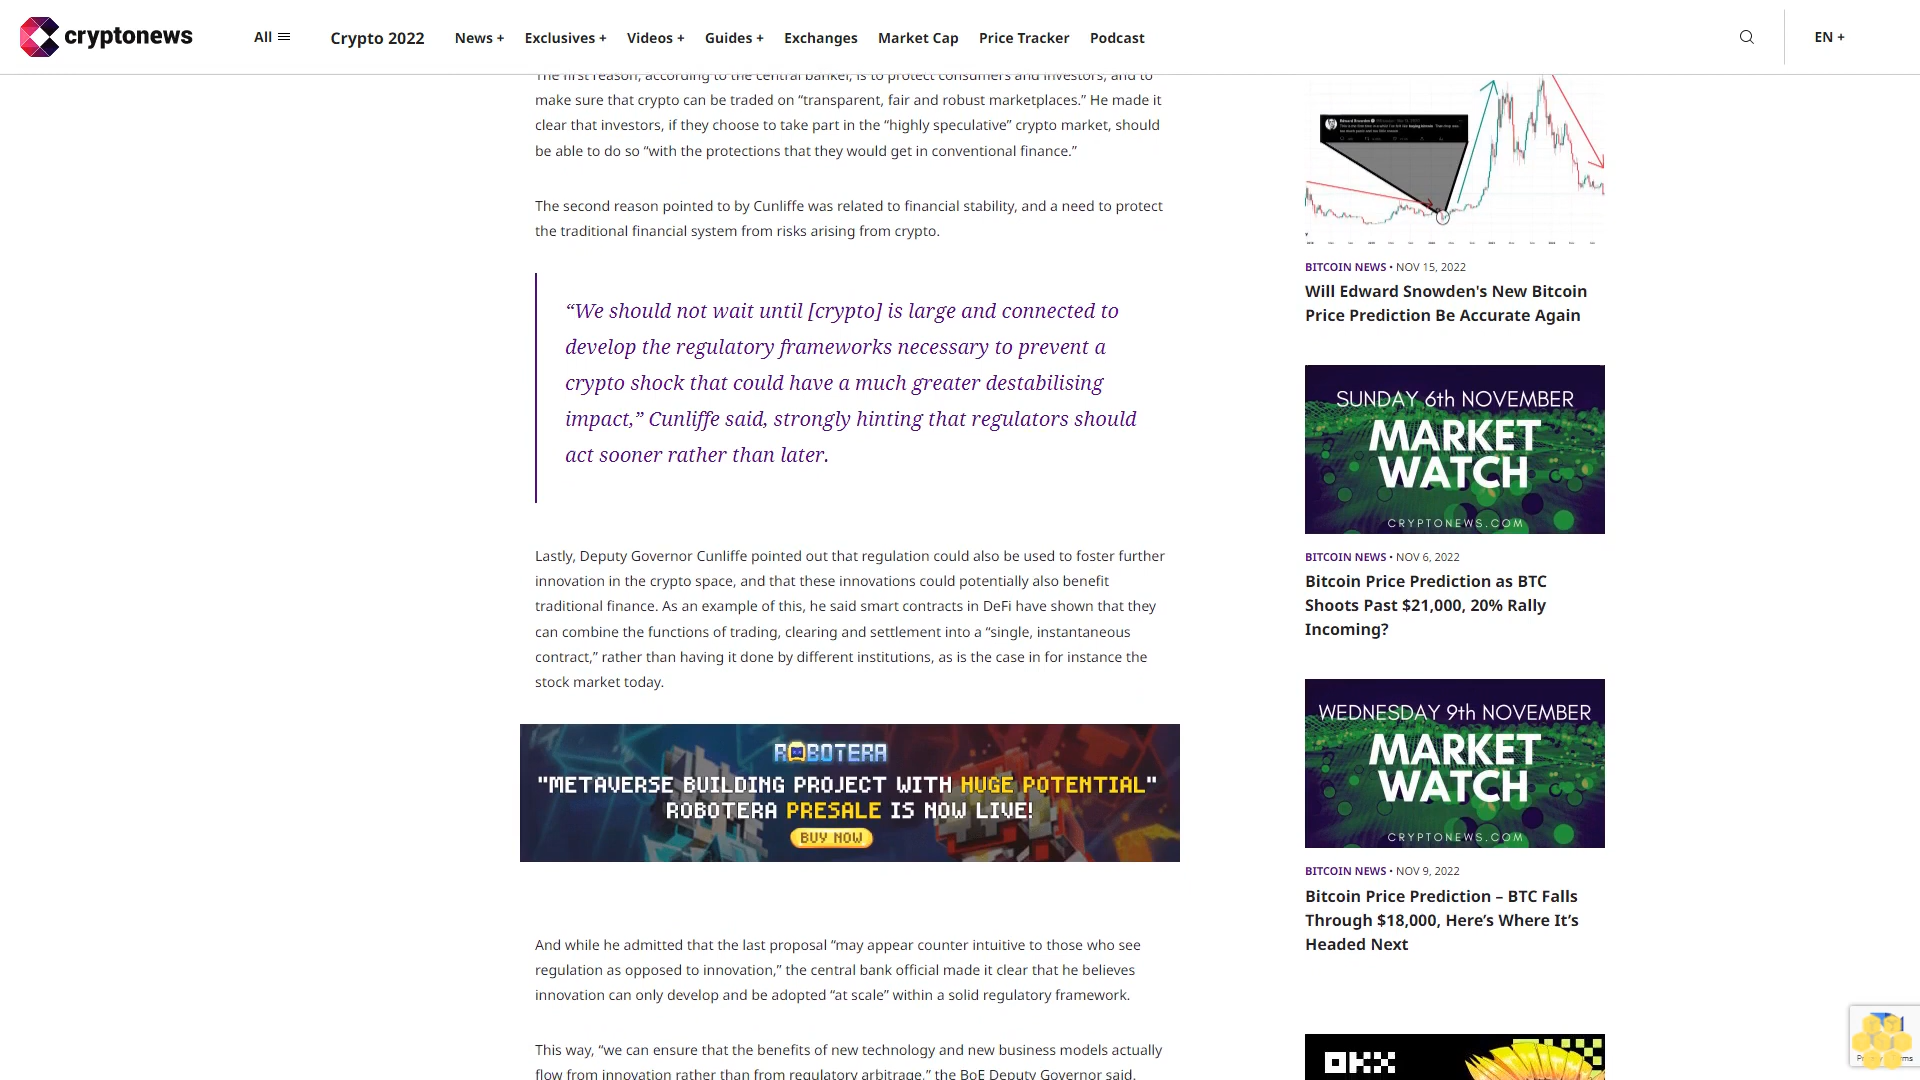 cryptonews
All
Crypto 2022
News +
Exclusives +
Videos +
Guides +
Exchanges
Market Cap
Price Tracker
Podcast
EN +
The first reason, according to the central banker, is to protect consumers and investors, and to
make sure that crypto can be traded on “transparent, fair and robust marketplaces.” He made it
clear that investors, if they choose to take part in the “highly speculative” crypto market, should
be able to do so “with the protections that they would get in conventional finance.”
The second reason pointed to by Cunliffe was related to financial stability, and a need to protect
the traditional financial system from risks arising from crypto.
“We should not wait until [crypto] is large and connected to
develop the regulatory frameworks necessary to prevent a
crypto shock that could have a much greater destabilising
impact,” Cunliffe said, strongly hinting that regulators should
act sooner rather than later.
Lastly, Deputy Governor Cunliffe pointed out that regulation could also be used to foster further
innovation in the crypto space, and that these innovations could potentially also benefit
traditional finance. As an example of this, he said smart contracts in DeFi have shown that they
can combine the functions of trading, clearing and settlement into a “single, instantaneous
contract,” rather than having it done by different institutions, as is the case in for instance the
stock market today.
ROBOTERA
"METAVERSE BUILDING PROJECT WITH HUGE POTENTIAL"
ROBOTERA PRESALE IS NOW LIVE!
BUY NOW
And while he admitted that the last proposal “may appear counter intuitive to those who see
regulation as opposed to innovation,” the central bank official made it clear that he believes
innovation can only develop and be adopted “at scale” within a solid regulatory framework.
This way, “we can ensure that the benefits of new technology and new business models actually
flow from innovation rather than from regulatory arbitrage,” the BoE Deputy Governor said.
BITCOIN NEWS • NOV 15, 2022
Will Edward Snowden's New Bitcoin
Price Prediction Be Accurate Again
SUNDAY 6th NOVEMBER
MARKET
WATCH
CRYPTONEWS.COM
BITCOIN NEWS • NOV 6, 2022
Bitcoin Price Prediction as BTC
Shoots Past $21,000, 20% Rally
Incoming?
WEDNESDAY 9th NOVEMBER
MARKET
WATCH
CRYPTONEWS.COM
BITCOIN NEWS • NOV 9, 2022
Bitcoin Price Prediction – BTC Falls
Through $18,000, Here’s Where It’s
Headed Next
OKX